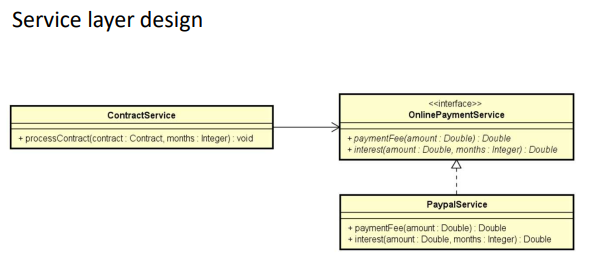 Service layer design
<<interface>>
OnlinePaymentService
+ paymentFee(amount : Double) : Double
+ interest(amount : Double, months : Integer) : Double
ContractService
+ processContract(contract : Contract, months : Integer) : void
PaypalService
+ paymentFee(amount : Double) : Double
+ interest(amount : Double, months : Integer) : Double